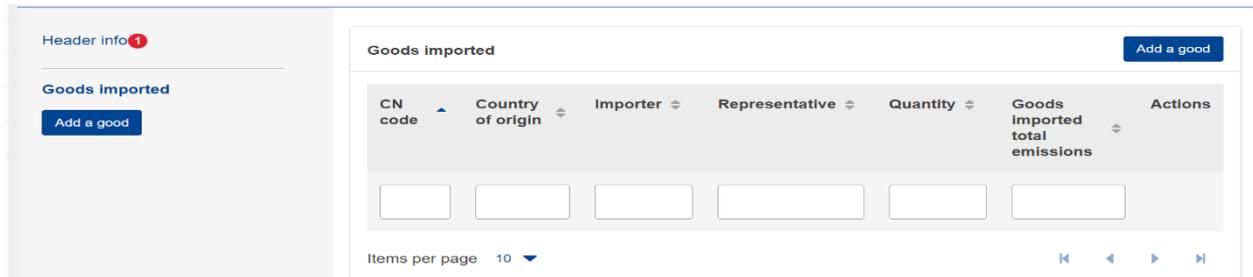 Header info 1
Goods imported
Add a good
Goods imported
Add a good
CN code
Country of origin
Importer
Representative
Quantity
Goods imported total emissions
Actions
Items per page 10